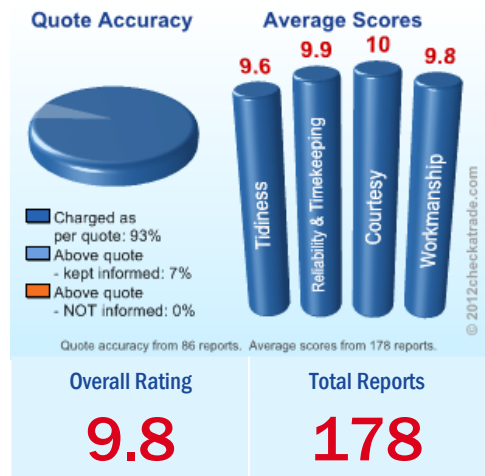 Quote Accuracy
Charged as
per quote: 93%
Above quote
- kept informed: 7%
Above quote
- NOT informed: 0%
Average Scores
9.6
9.9
10
9.8
Tidiness
Reliability & Timekeeping
Courtesy
Workmanship
© 2012checkatrade.com
Quote accuracy from 86 reports. Average scores from 178 reports.
Overall Rating
9.8
Total Reports
178